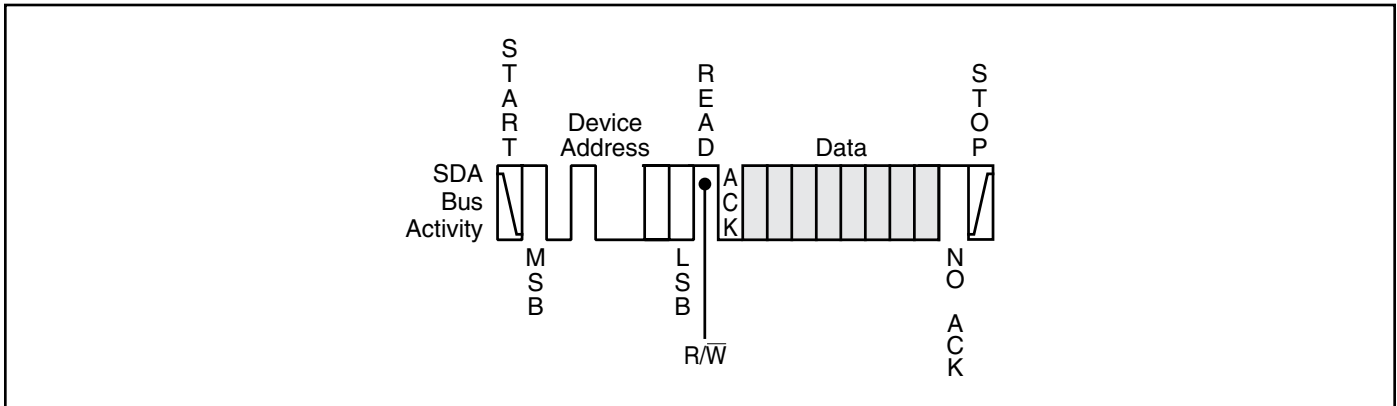 START
Device
Address
READ
Data
STOP
SDA
Bus
Activity
ACK
MSB
LSB
R/W̅
NO ACK